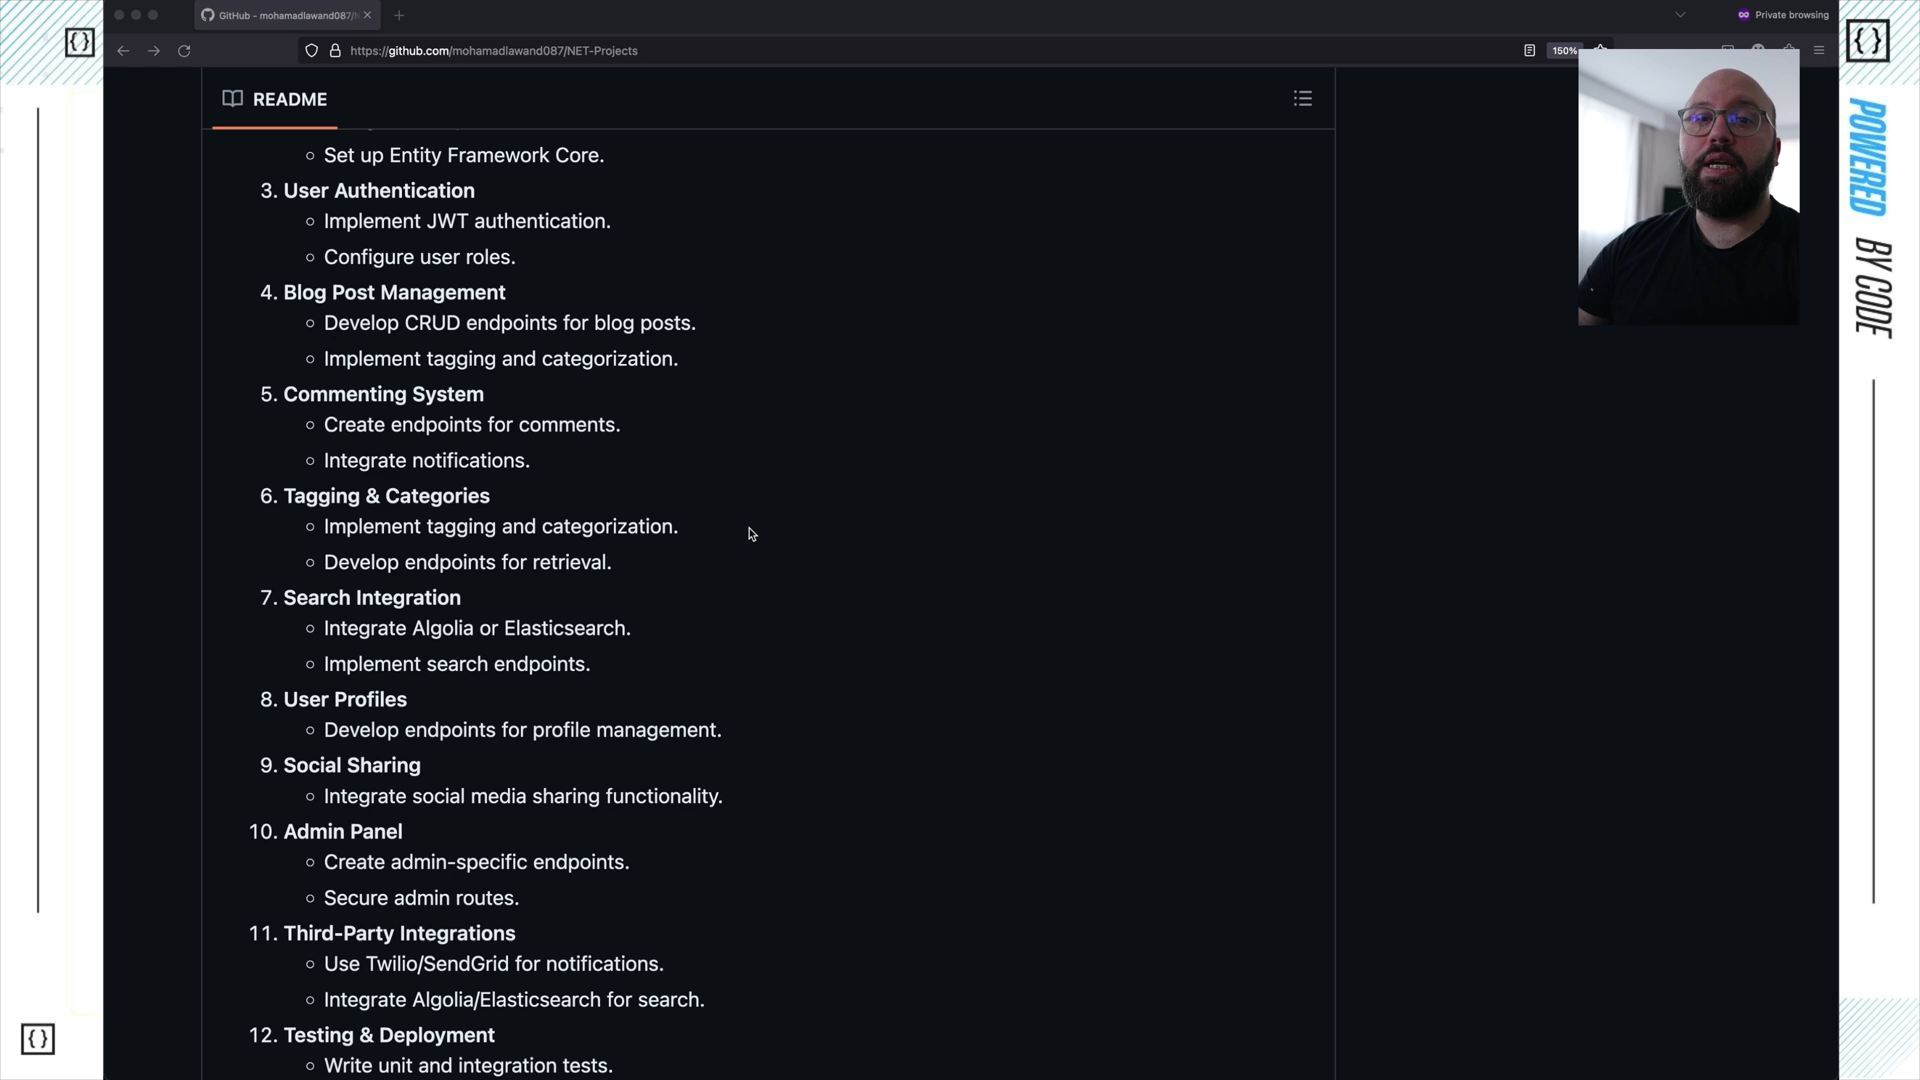 GitHub - mohamadlawand087/
Private browsing
https://github.com/mohamadlawand087/NET-Projects
150%
README
Set up Entity Framework Core.
3. User Authentication
Implement JWT authentication.
Configure user roles.
4. Blog Post Management
Develop CRUD endpoints for blog posts.
Implement tagging and categorization.
5. Commenting System
Create endpoints for comments.
Integrate notifications.
6. Tagging & Categories
Implement tagging and categorization.
Develop endpoints for retrieval.
7. Search Integration
Integrate Algolia or Elasticsearch.
Implement search endpoints.
8. User Profiles
Develop endpoints for profile management.
9. Social Sharing
Integrate social media sharing functionality.
10. Admin Panel
Create admin-specific endpoints.
Secure admin routes.
11. Third-Party Integrations
Use Twilio/SendGrid for notifications.
Integrate Algolia/Elasticsearch for search.
12. Testing & Deployment
Write unit and integration tests.
{}
{}
{}
POWERED BY CODE